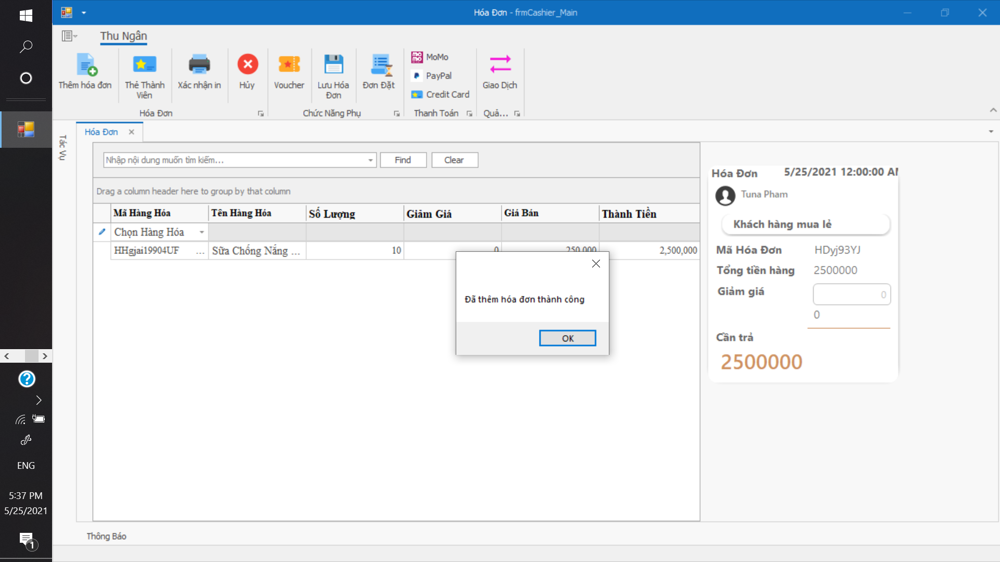 Hóa Đơn - frmCashier_Main
Thu Ngân
Thêm hóa đơn
Thẻ Thành
Viên
Xác nhận in
Hủy
Voucher
Lưu Hóa
Đơn
Đơn Đặt
MoMo
PayPal
Credit Card
Giao Dịch
Hóa Đơn
Chức Năng Phụ
Thanh Toán
Quả...
Tác Vụ
Hóa Đơn
Nhập nội dung muốn tìm kiếm...
Find
Clear
Drag a column header here to group by that column
Mã Hàng Hóa Tên Hàng Hóa Số Lượng Giảm Giá Giá Bán Thành Tiền
Chọn Hàng Hóa
HHgjai19904UF ... Sữa Chống Nắng ... 10 0 250,000 2,500,000
Đã thêm hóa đơn thành công
OK
Hóa Đơn 5/25/2021 12:00:00 AM
Tuna Pham
Khách hàng mua lẻ
Mã Hóa Đơn HDyj93YJ
Tổng tiền hàng 2500000
Giảm giá 0
0
Cần trả
2500000
Thông Báo
ENG
5:37 PM
5/25/2021
1